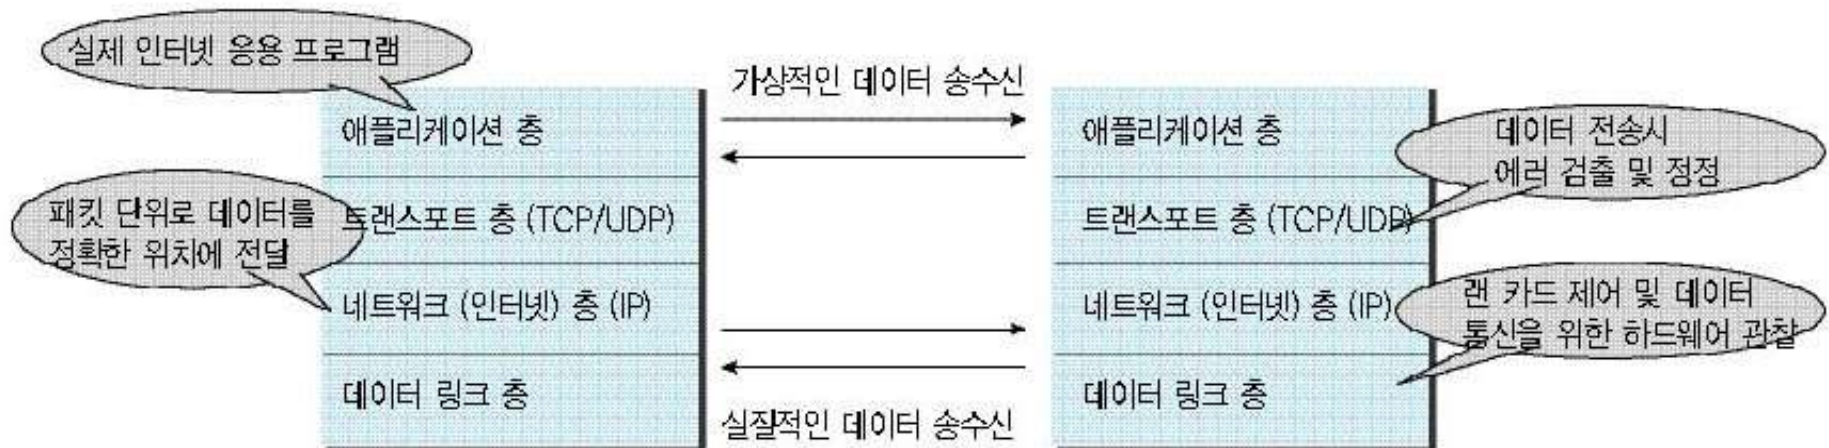 실제 인터넷 응용 프로그램
가상적인 데이터 송수신
애플리케이션 층
애플리케이션 층
데이터 전송시
에러 검출 및 정정
패킷 단위로 데이터를
정확한 위치에 전달
트랜스포트 층 (TCP/UDP)
트랜스포트 층 (TCP/UDP)
네트워크 (인터넷) 층 (IP)
네트워크 (인터넷) 층 (IP)
랜 카드 제어 및 데이터
통신을 위한 하드웨어 관찰
데이터 링크 층
데이터 링크 층
실질적인 데이터 송수신